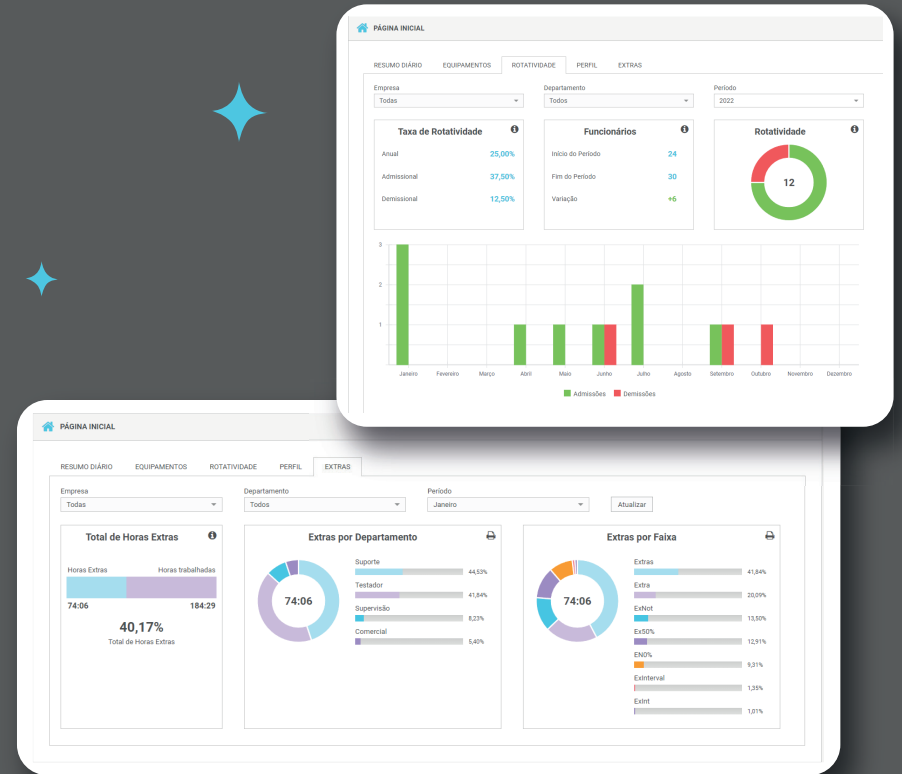 PÁGINA INICIAL
RESUMO DIÁRIO EQUIPAMENTOS ROTATIVIDADE PERFIL EXTRAS
Empresa Departamento Período
Todas Todos 2022
Taxa de Rotatividade
Anual 25,00%
Admissional 37,50%
Demissional 12,50%
Funcionários
Início do Período 24
Fim do Período 30
Variação +6
Rotatividade
12
3
2
1
Janeiro Fevereiro Março Abril Maio Junho Julho Agosto Setembro Outubro Novembro Dezembro
Admissões Demissões
PÁGINA INICIAL
RESUMO DIÁRIO EQUIPAMENTOS ROTATIVIDADE PERFIL EXTRAS
Empresa Departamento Período
Todas Todos Janeiro Atualizar
Total de Horas Extras
Horas Extras Horas trabalhadas
74:06 184:29
40,17%
Total de Horas Extras
Extras por Departamento
74:06
Suporte
44,53%
Testador
41,84%
Supervisão
8,23%
Comercial
5,40%
Extras por Faixa
74:06
Extras
41,84%
Extra
20,09%
ExNot
13,50%
Ex50%
12,91%
EN0%
9,31%
ExInterval
1,35%
ExInt
1,01%